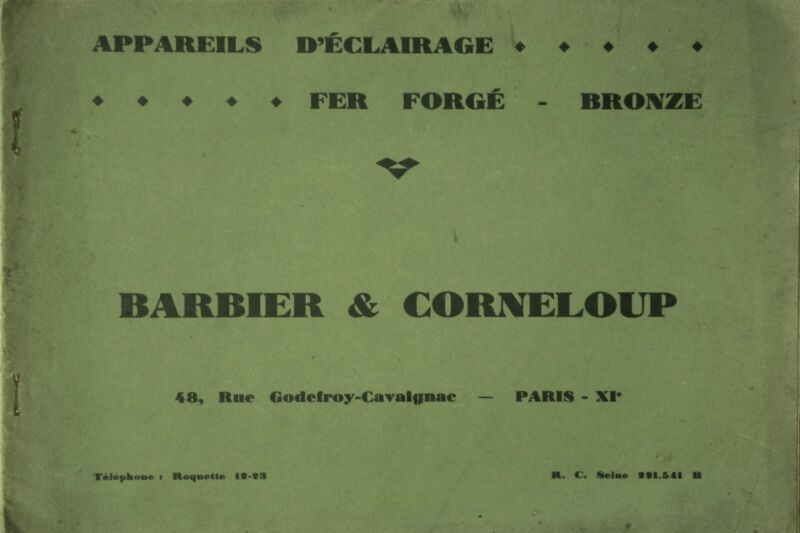 APPAREILS D'ÉCLAIRAGE
FER FORGÉ - BRONZE
BARBIER & CORNELOUP
48, Rue Godefroy-Cavaignac — PARIS - XIe
Téléphone : Roquette 12-23
R. C. Seine 221.541 B